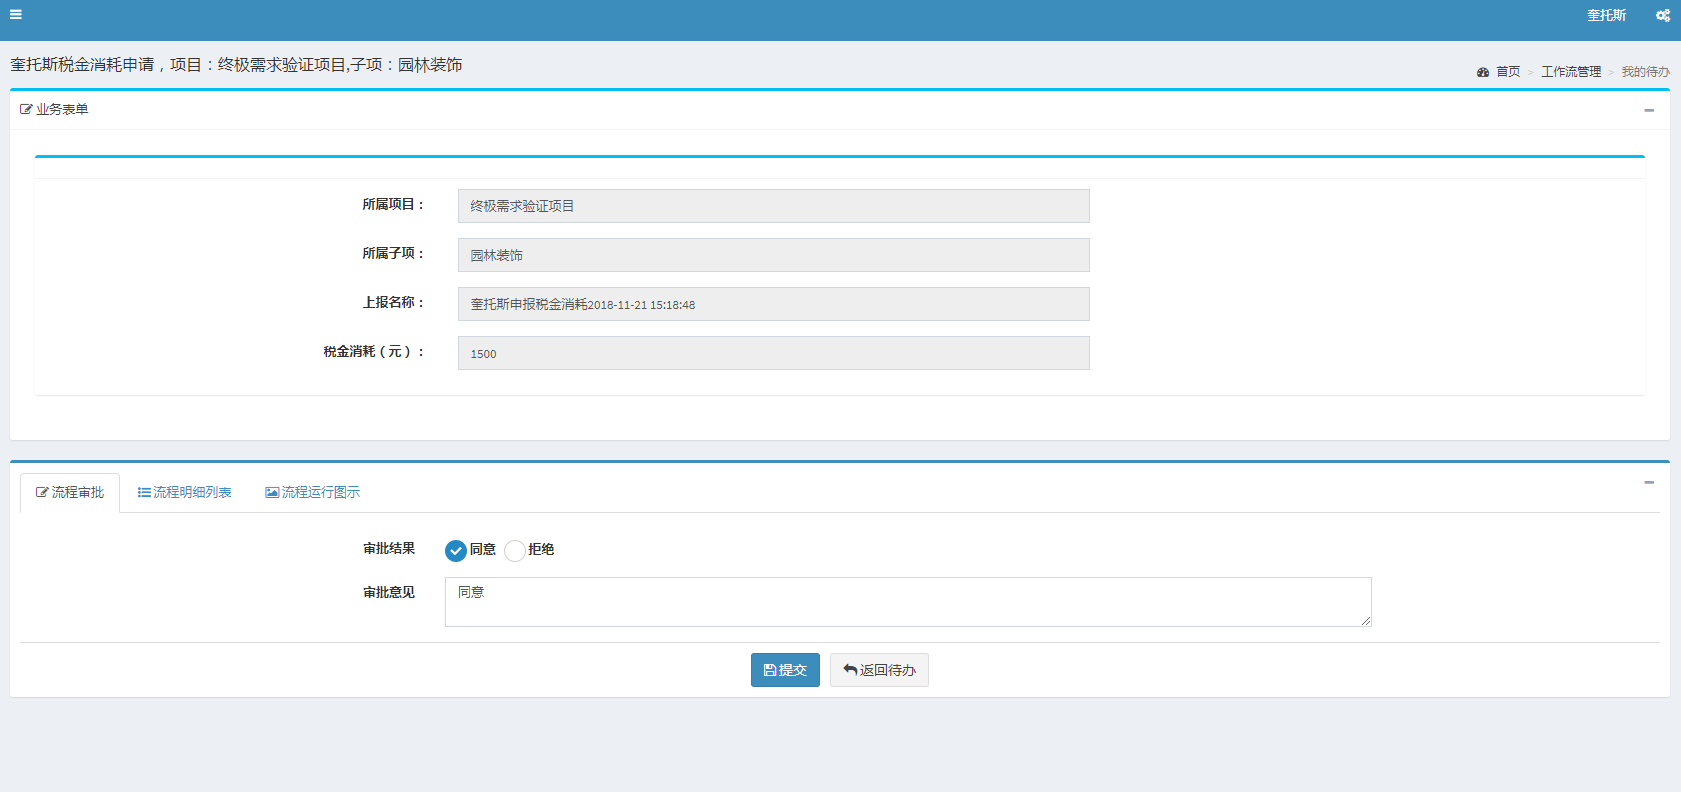 奎托斯
奎托斯税金消耗申请，项目：终极需求验证项目,子项：园林装饰
首页 > 工作流管理 > 我的待办
业务表单
所属项目： 终极需求验证项目
所属子项： 园林装饰
上报名称： 奎托斯申报税金消耗2018-11-21 15:18:48
税金消耗（元）： 1500
流程审批 流程明细列表 流程运行图示
审批结果 同意 拒绝
审批意见 同意
提交 返回待办